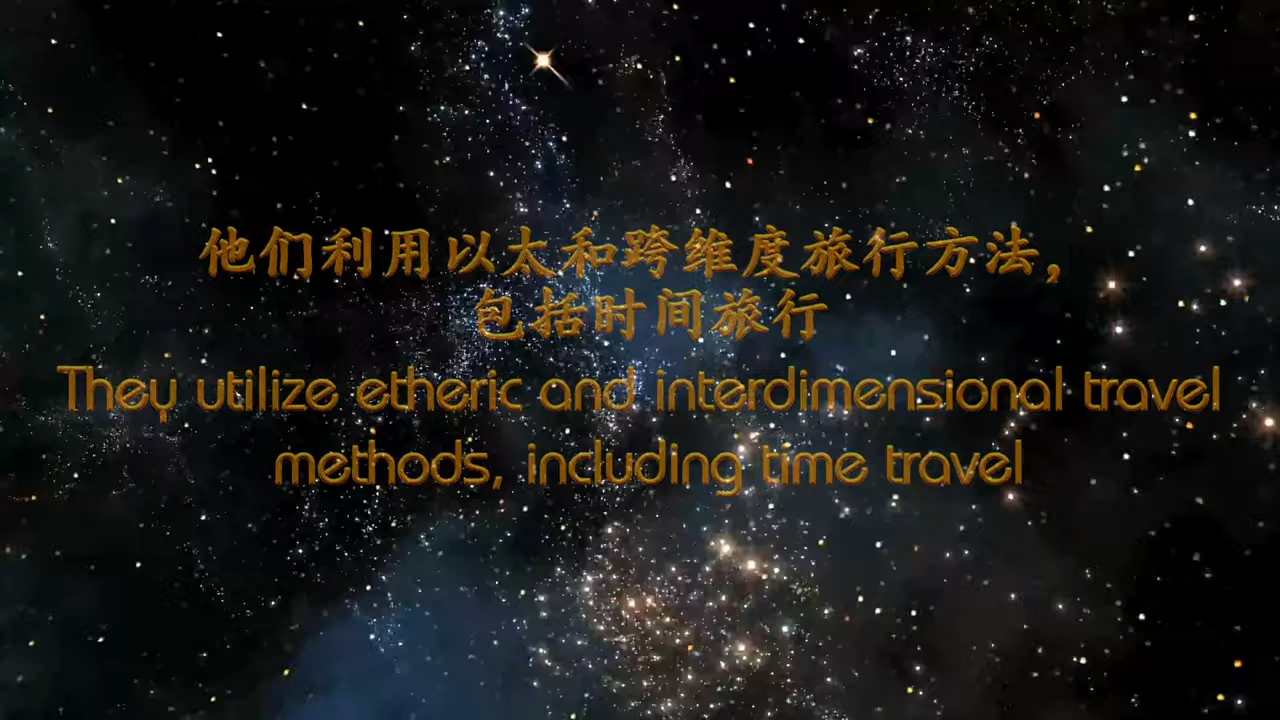 他们利用以太和跨维度旅行方法,
包括时间旅行
They utilize etheric and interdimensional travel
methods, including time travel